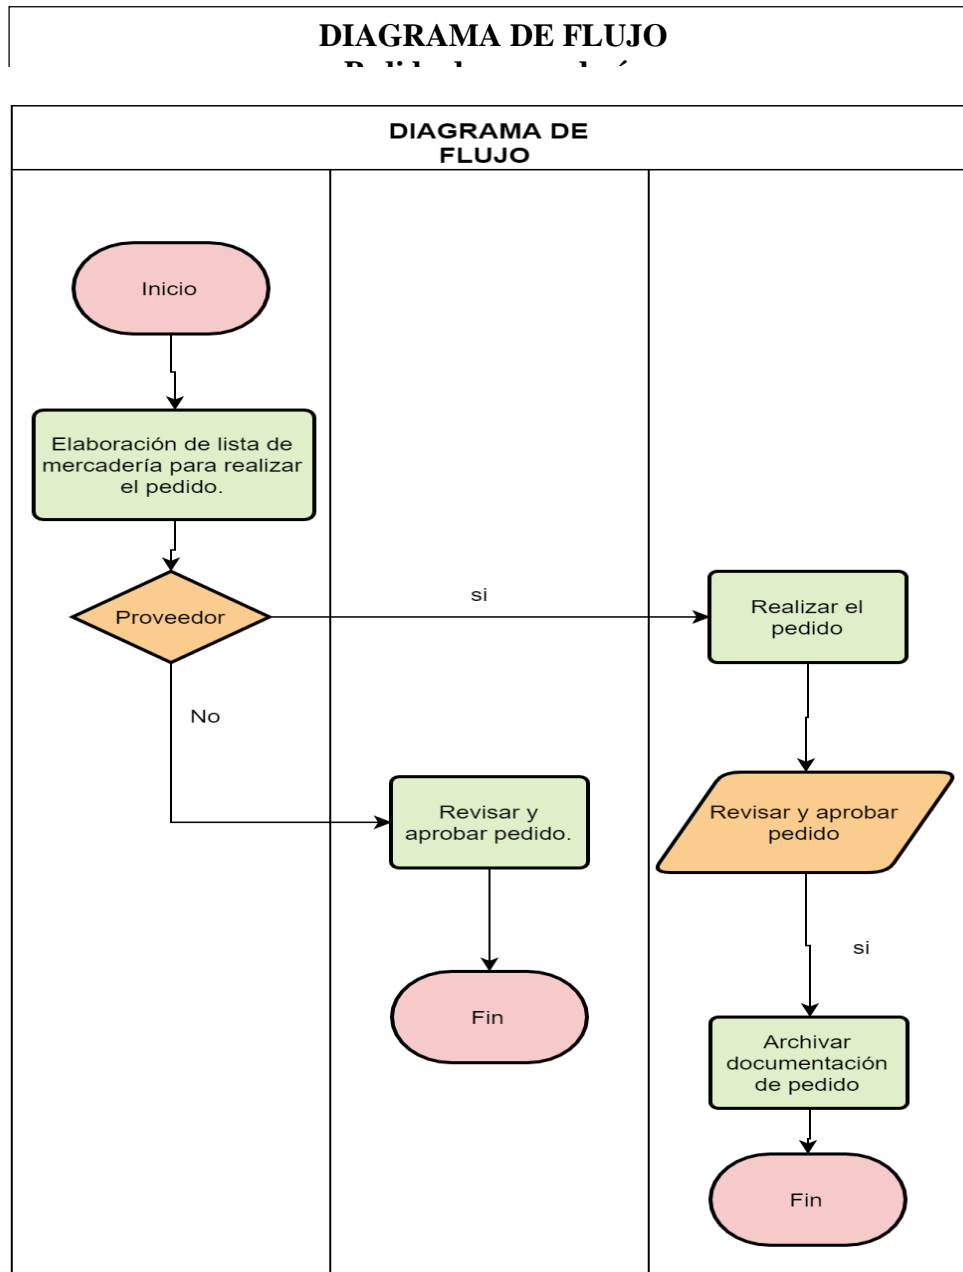 DIAGRAMA DE FLUJO
DIAGRAMA DE
FLUJO
Inicio
Elaboración de lista de
mercadería para realizar
el pedido.
Proveedor
si
Realizar el
pedido
No
Revisar y
aprobar pedido.
Revisar y aprobar
pedido
si
Fin
Archivar
documentación
de pedido
Fin